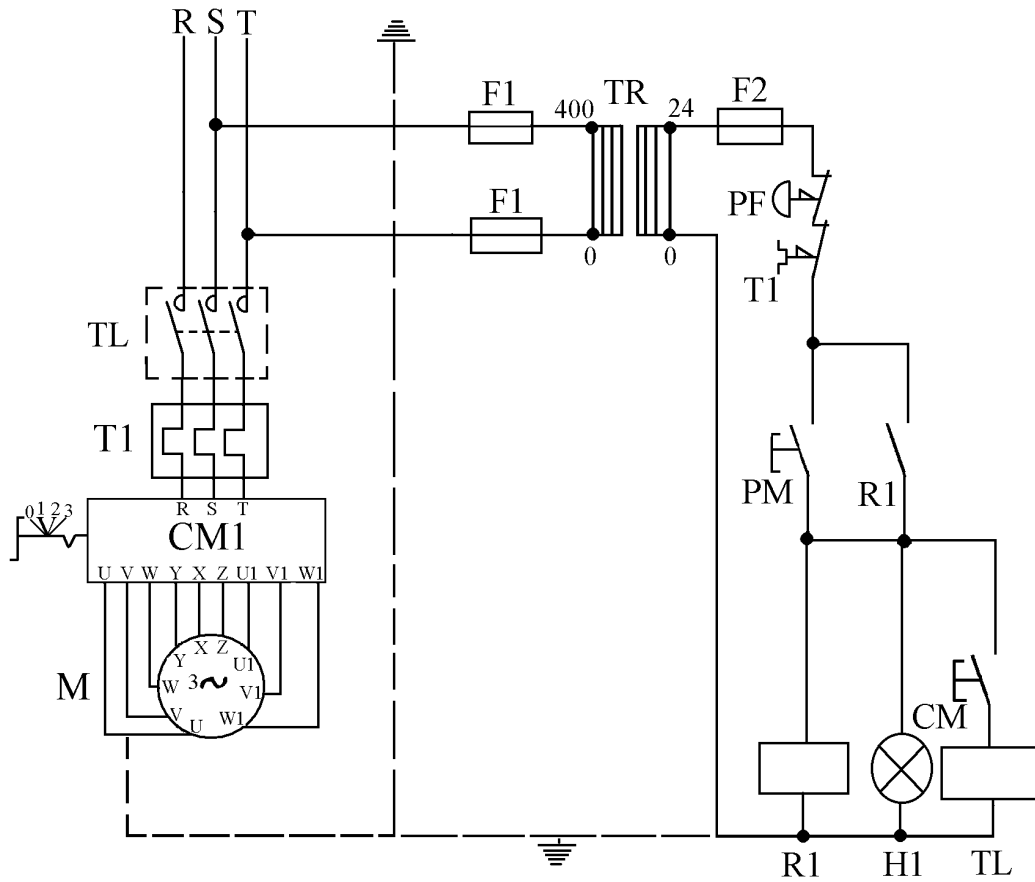 R S T
F1 TR F2
400 24
PF
F1
0 0
T1
TL
T1
PM R1
0 1 2 3
R S T
CM1
U V W Y X Z U1 V1 W1
X Z
Y U1
3~
M W V1
V U W1
CM
R1 H1 TL